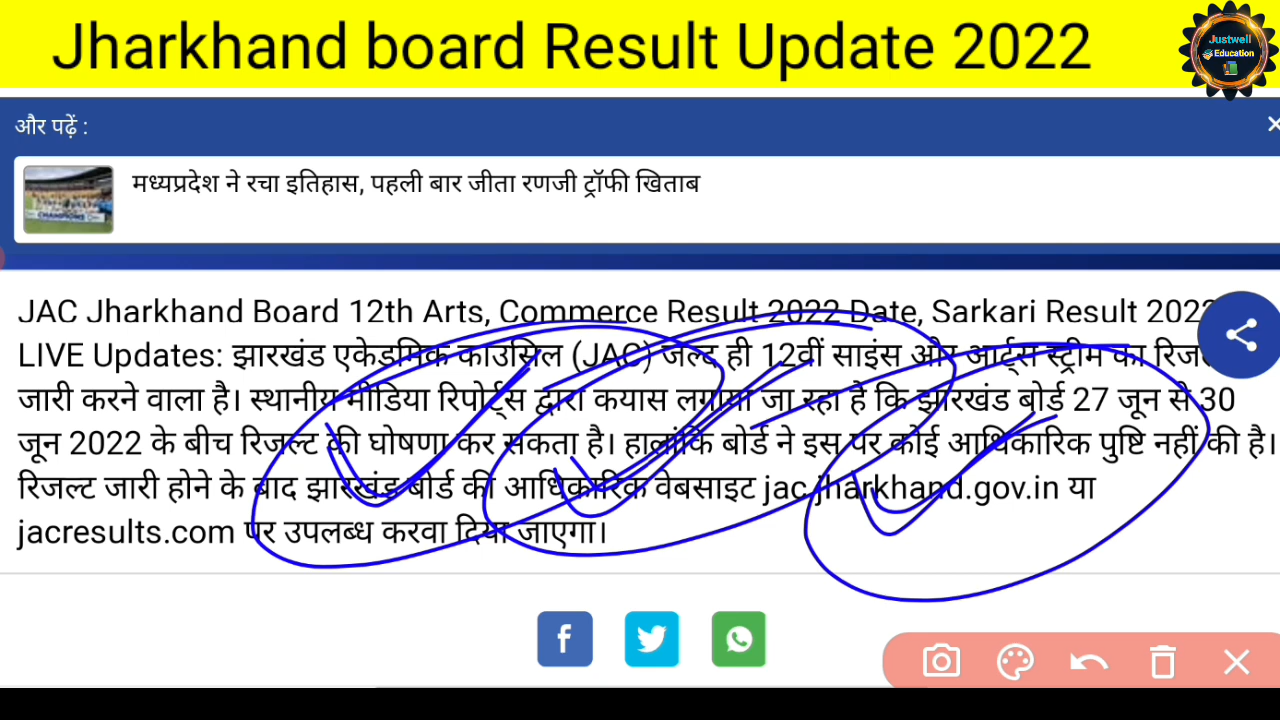 Jharkhand board Result Update 2022
Justwell
Education
और पढ़ें :
मध्यप्रदेश ने रचा इतिहास, पहली बार जीता रणजी ट्रॉफी खिताब
CHAMPIONS
JAC Jharkhand Board 12th Arts, Commerce Result 2022 Date, Sarkari Result 2022
LIVE Updates: झारखंड एकेडमिक काउंसिल (JAC) जल्द ही 12वीं साइंस और आर्ट्स स्ट्रीम का
जारी करने वाला है। स्थानीय मीडिया रिपोर्ट्स द्वारा कयास लगाया जा रहा है कि झारखंड बोर्ड 27 जून से 30
जून 2022 के बीच रिजल्ट की घोषणा कर सकता है। हालांकि बोर्ड ने इस पर कोई आधिकारिक पुष्टि नहीं की है।
रिजल्ट जारी होने के बाद झारखंड बोर्ड की आधिकारिक वेबसाइट jac.jharkhand.gov.in या
jacresults.com पर उपलब्ध करवा दिया जाएगा।